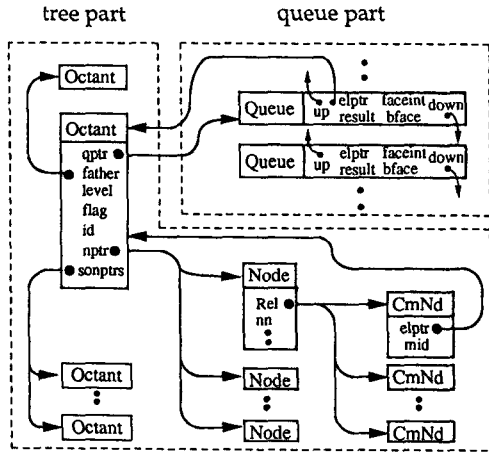 tree part
queue part
Octant
Queue
up
elptr faceint down
result bface
Octant
qptr
father
level
flag
id
nptr
sonptrs
Queue
up
elptr faceint down
result bface
Node
Rel
nn
CmNd
elptr
mid
Octant
Node
CmNd
Octant
Node
CmNd